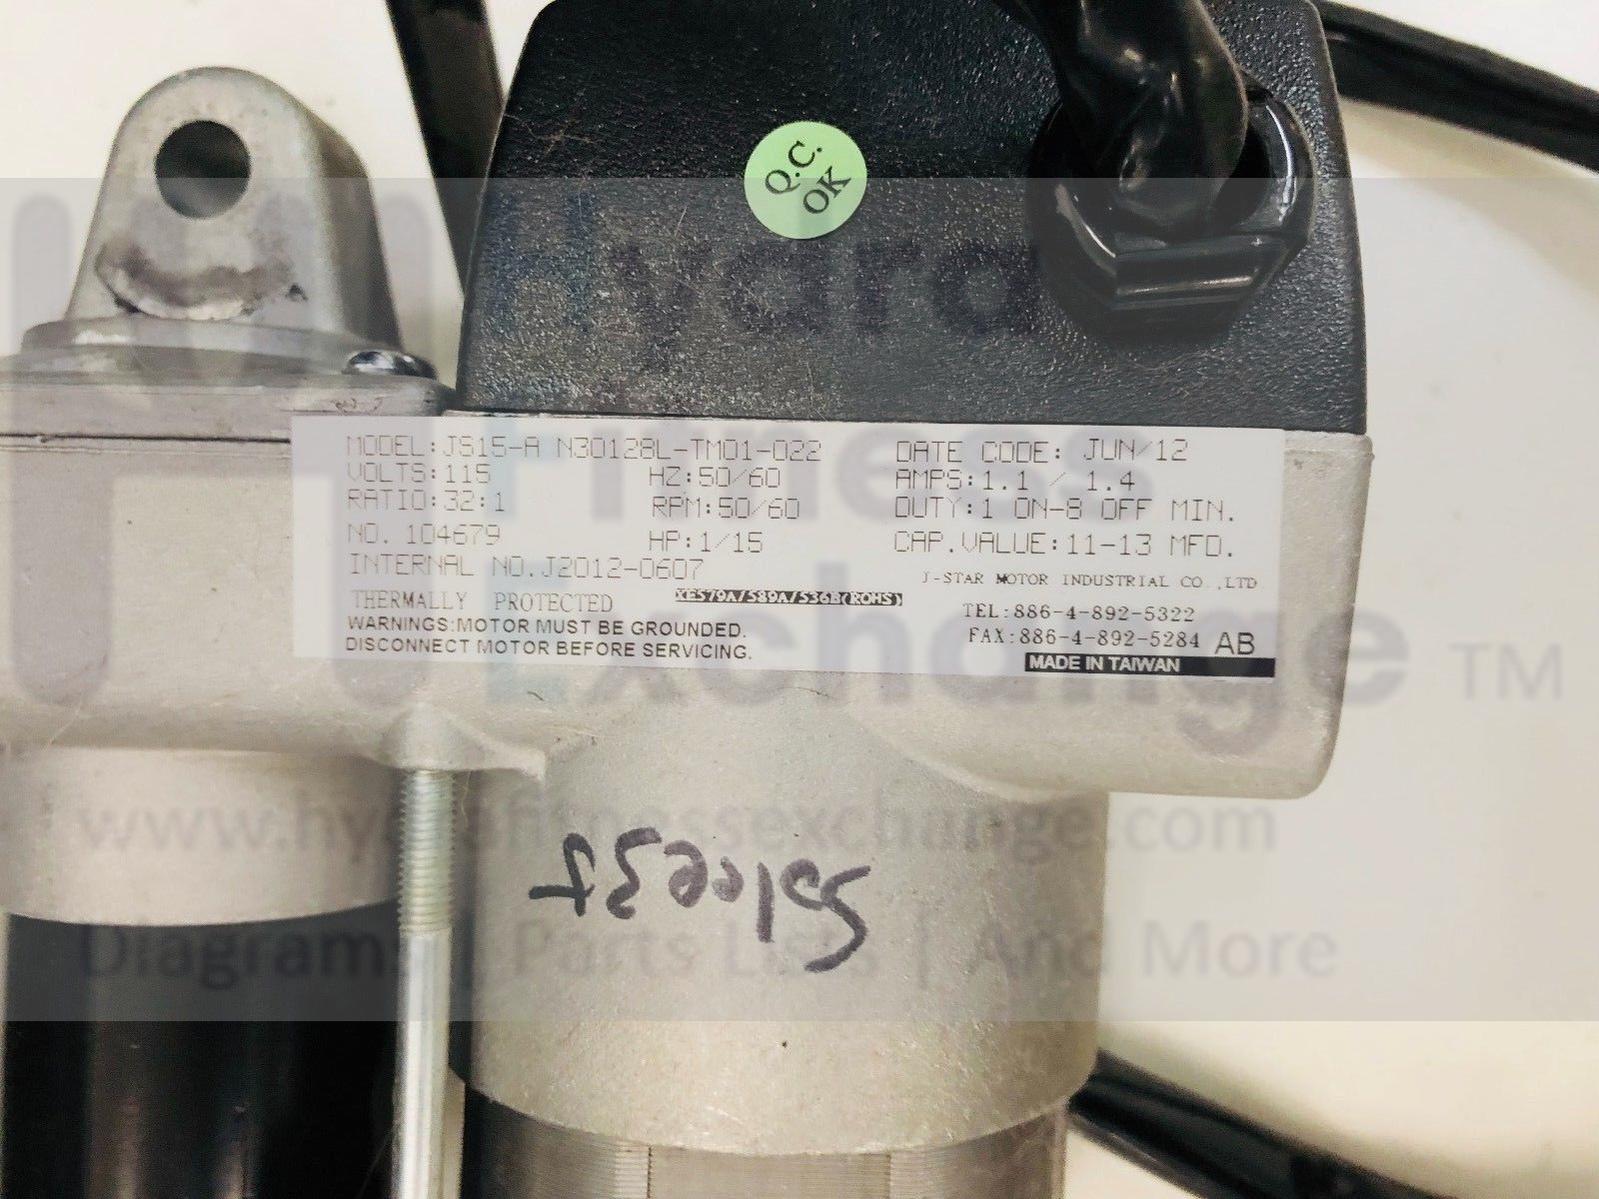 Q.C.
OK
Hydra
Fitness
Exchange TM
MODEL:JS15-A N30128L-TM01-022 DATE CODE: JUN/12
VOLTS:115 HZ:50/60 AMPS:1.1 / 1.4
RATIO:32:1 RPM:50/60 DUTY:1 ON-8 OFF MIN.
NO. 104679 HP:1/15 CAP.VALUE:11-13 MFD.
INTERNAL NO.J2012-0607 J-STAR MOTOR INDUSTRIAL CO.,LTD
THERMALLY PROTECTED XE579A/589A/536B(ROHS) TEL:886-4-892-5322
WARNINGS:MOTOR MUST BE GROUNDED. FAX:886-4-892-5284 AB
DISCONNECT MOTOR BEFORE SERVICING. MADE IN TAIWAN
www.hydrafitnessexchange.com
Diagrams | Parts Lists | And More